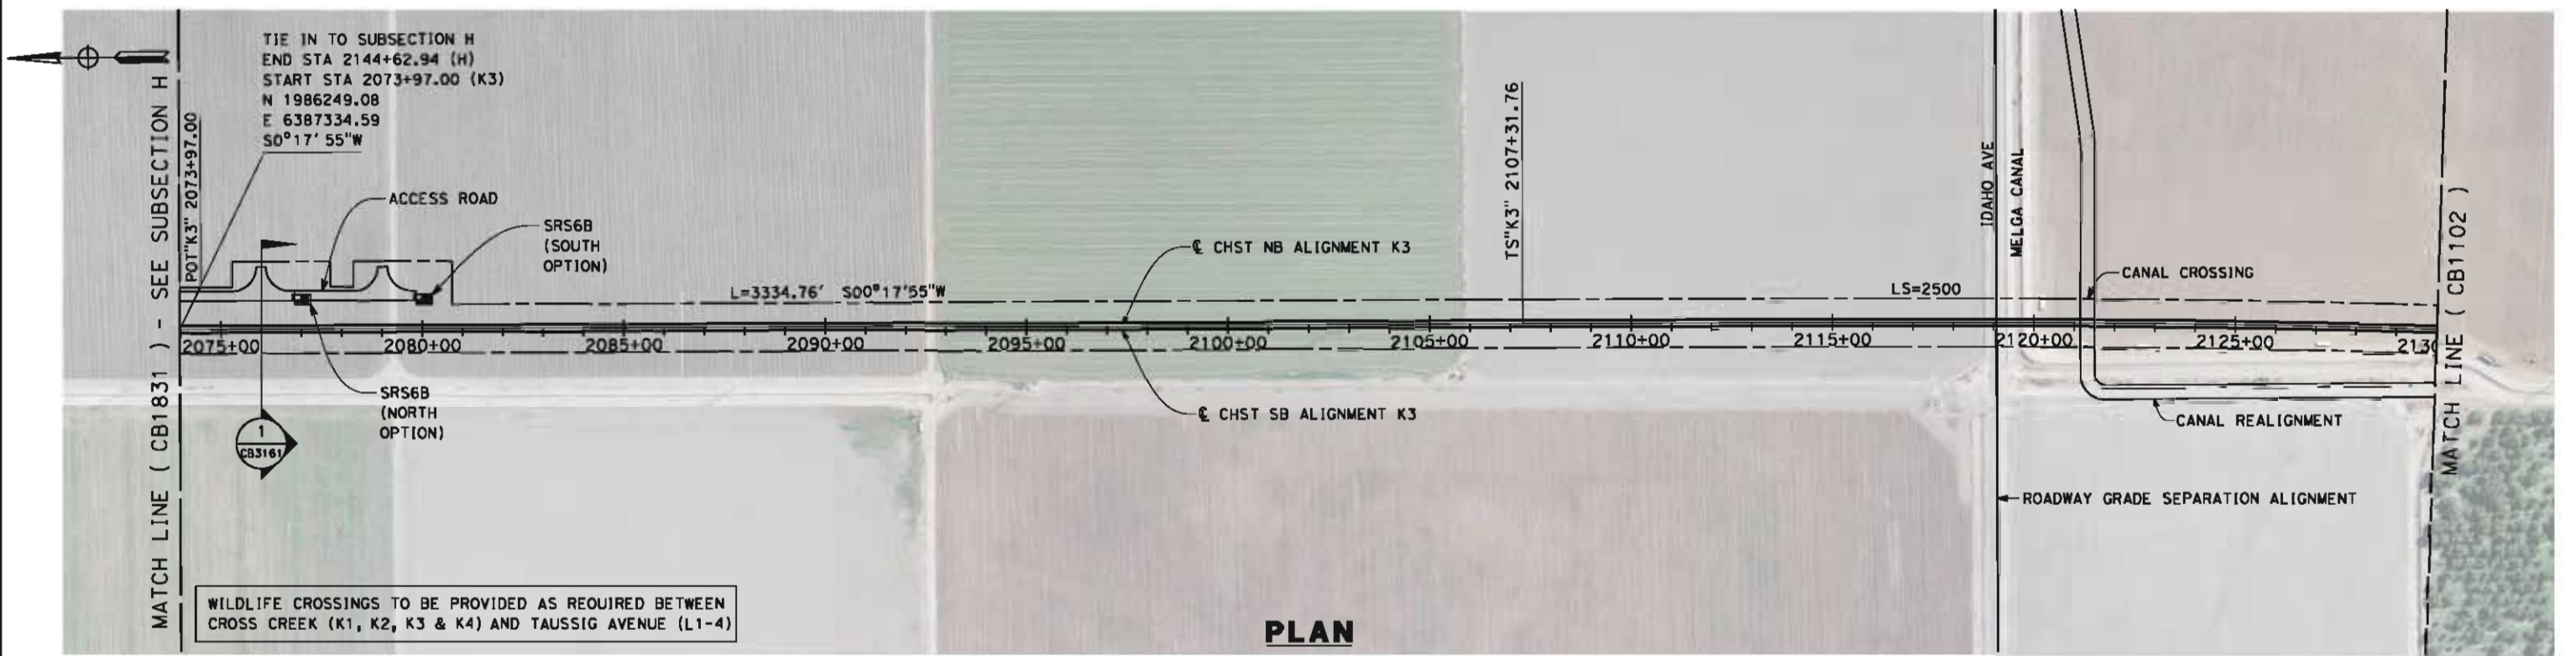 TIE IN TO SUBSECTION H
END STA 2144+62.94 (H)
START STA 2073+97.00 (K3)
N 1986249.08
E 6387334.59
S0°17'55"W
MATCH LINE ( CB1831 ) - SEE SUBSECTION H
POT"K3" 2073+97.00
ACCESS ROAD
SRS6B
(SOUTH
OPTION)
SRS6B
(NORTH
OPTION)
1
CB3161
L=3334.76' S00°17'55"W
℄ CHST NB ALIGNMENT K3
℄ CHST SB ALIGNMENT K3
TS"K3" 2107+31.76
LS=2500
IDAHO AVE
MELGA CANAL
CANAL CROSSING
CANAL REALIGNMENT
ROADWAY GRADE SEPARATION ALIGNMENT
MATCH LINE ( CB1102 )
2075+00 2080+00 2085+00 2090+00 2095+00 2100+00 2105+00 2110+00 2115+00 2120+00 2125+00 2130
WILDLIFE CROSSINGS TO BE PROVIDED AS REQUIRED BETWEEN
CROSS CREEK (K1, K2, K3 & K4) AND TAUSSIG AVENUE (L1-4)
PLAN